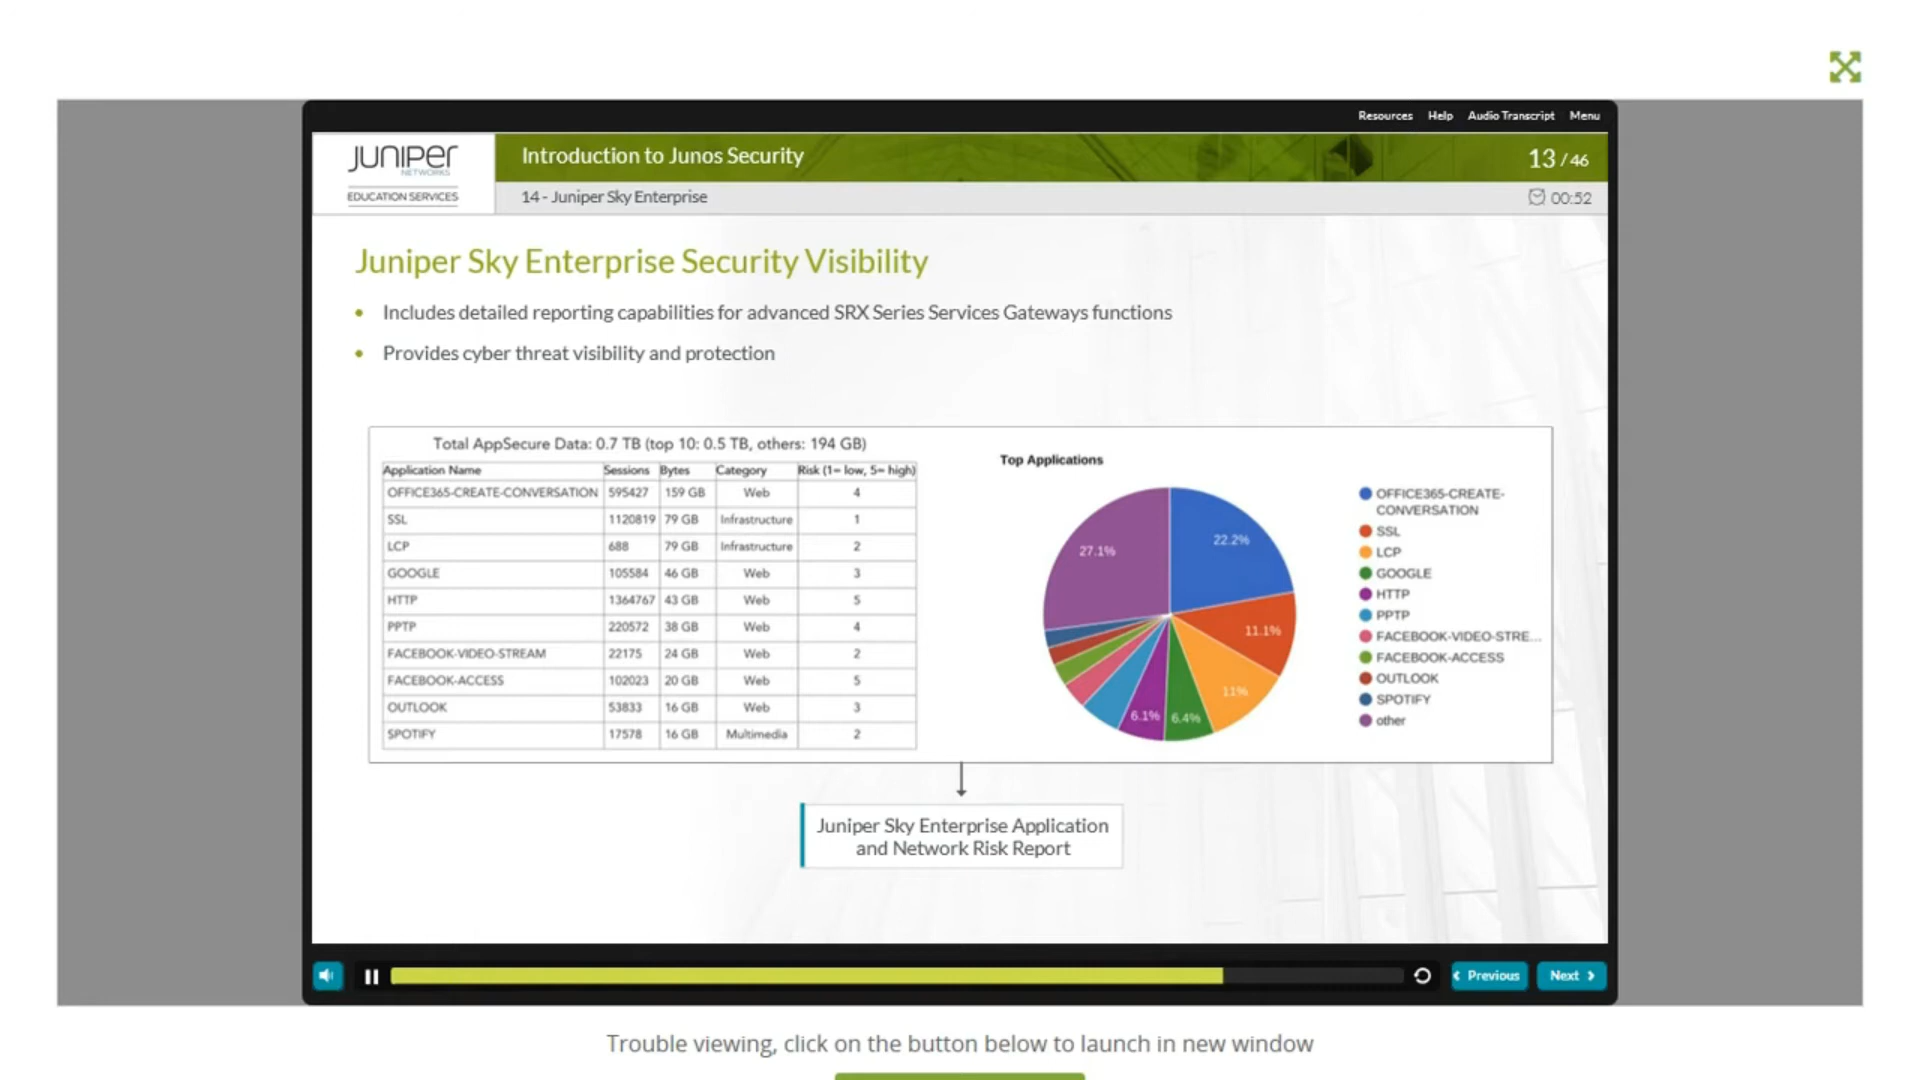 Resources Help Audio Transcript Menu
JUNIPEr
NETWORKS
EDUCATION SERVICES
Introduction to Junos Security
13 / 46
14 - Juniper Sky Enterprise
00:52
Juniper Sky Enterprise Security Visibility
• Includes detailed reporting capabilities for advanced SRX Series Services Gateways functions
• Provides cyber threat visibility and protection
Total AppSecure Data: 0.7 TB (top 10: 0.5 TB, others: 194 GB)
Application Name Sessions Bytes Category Risk (1= low, 5= high)
OFFICE365-CREATE-CONVERSATION 595427 159 GB Web 4
SSL 1120819 79 GB Infrastructure 1
LCP 688 79 GB Infrastructure 2
GOOGLE 105584 46 GB Web 3
HTTP 1364767 43 GB Web 5
PPTP 220572 38 GB Web 4
FACEBOOK-VIDEO-STREAM 22175 24 GB Web 2
FACEBOOK-ACCESS 102023 20 GB Web 5
OUTLOOK 53833 16 GB Web 3
SPOTIFY 17578 16 GB Multimedia 2
Top Applications
27.1%
22.2%
11.1%
11%
6.1%
6.4%
OFFICE365-CREATE-
CONVERSATION
SSL
LCP
GOOGLE
HTTP
PPTP
FACEBOOK-VIDEO-STRE...
FACEBOOK-ACCESS
OUTLOOK
SPOTIFY
other
Juniper Sky Enterprise Application
and Network Risk Report
Previous
Next
Trouble viewing, click on the button below to launch in new window